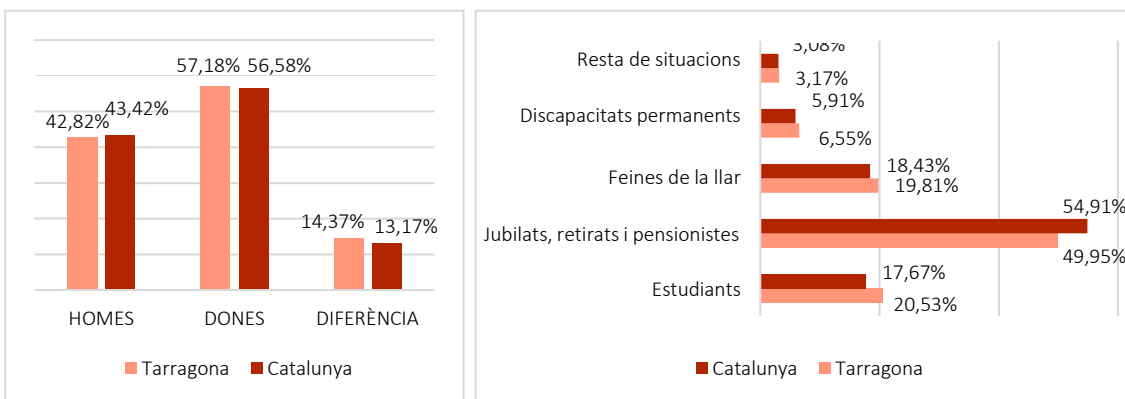 57,18% 56,58%
42,82% 43,42%
14,37% 13,17%
HOMES DONES DIFERÈNCIA
Tarragona Catalunya
3,08%
Resta de situacions
3,17%
5,91%
Discapacitats permanents
6,55%
18,43%
Feines de la llar
19,81%
54,91%
Jubilats, retirats i pensionistes
49,95%
17,67%
Estudiants
20,53%
Catalunya Tarragona